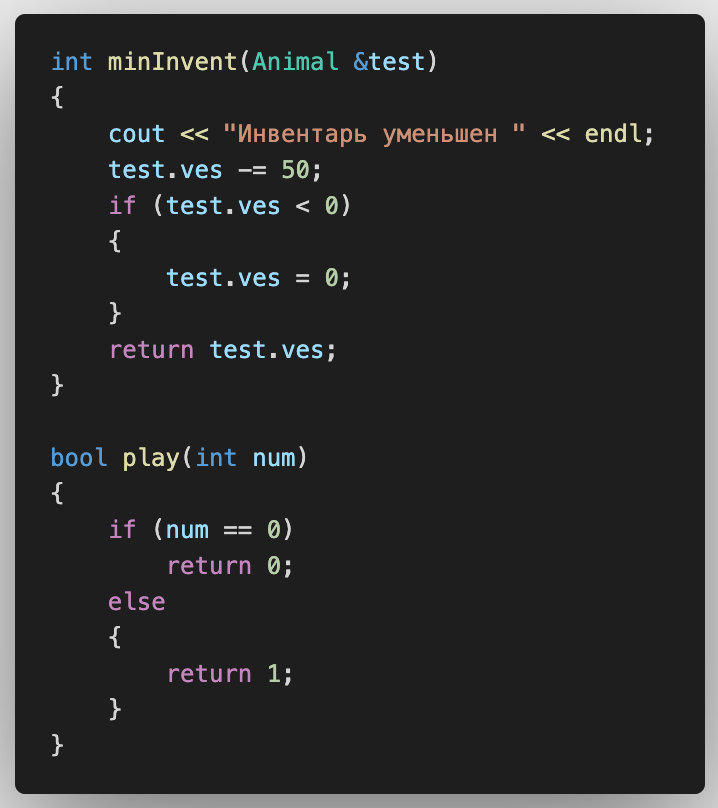 int minInvent(Animal &test)
{
    cout << "Инвентарь уменьшен " << endl;
    test.ves -= 50;
    if (test.ves < 0)
    {
        test.ves = 0;
    }
    return test.ves;
}

bool play(int num)
{
    if (num == 0)
        return 0;
    else
    {
        return 1;
    }
}